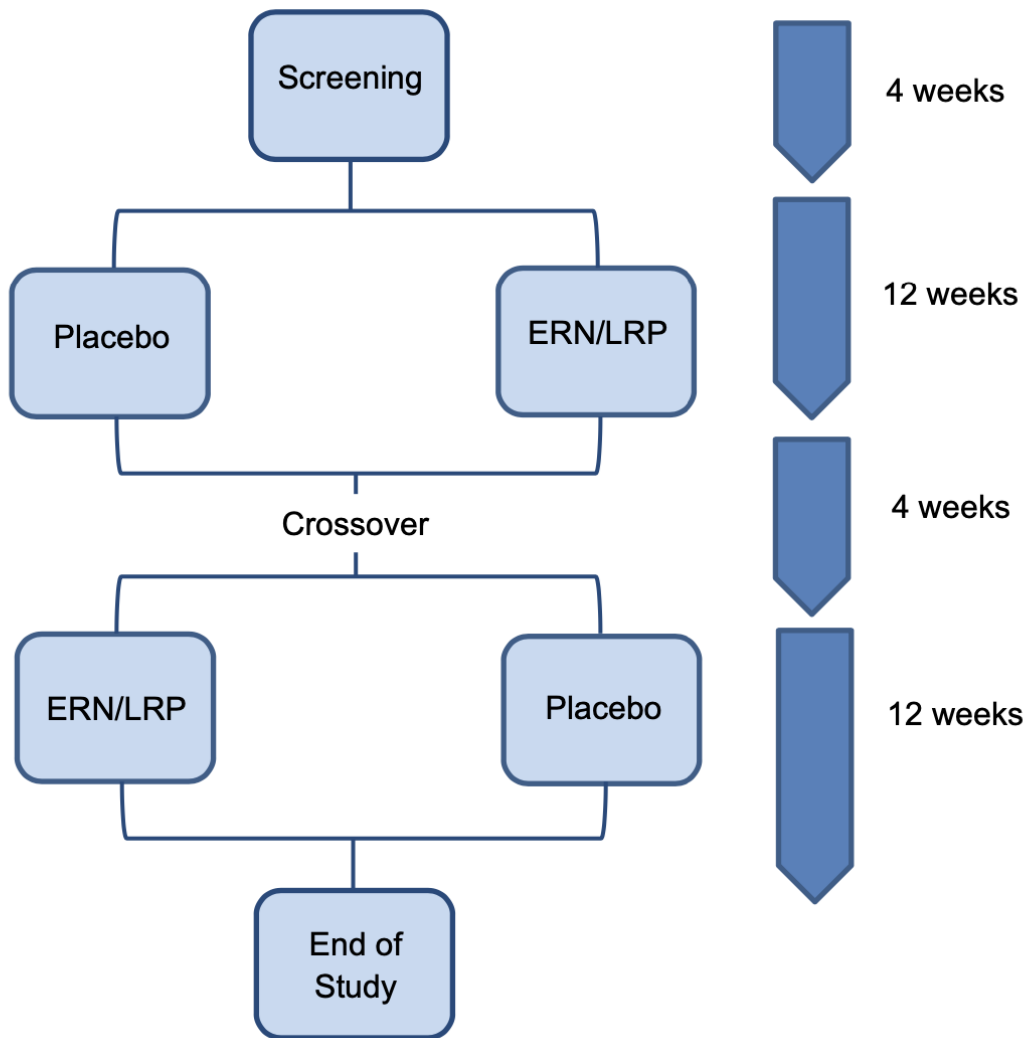 Screening
4 weeks
Placebo
ERN/LRP
12 weeks
Crossover
4 weeks
ERN/LRP
Placebo
12 weeks
End of
Study